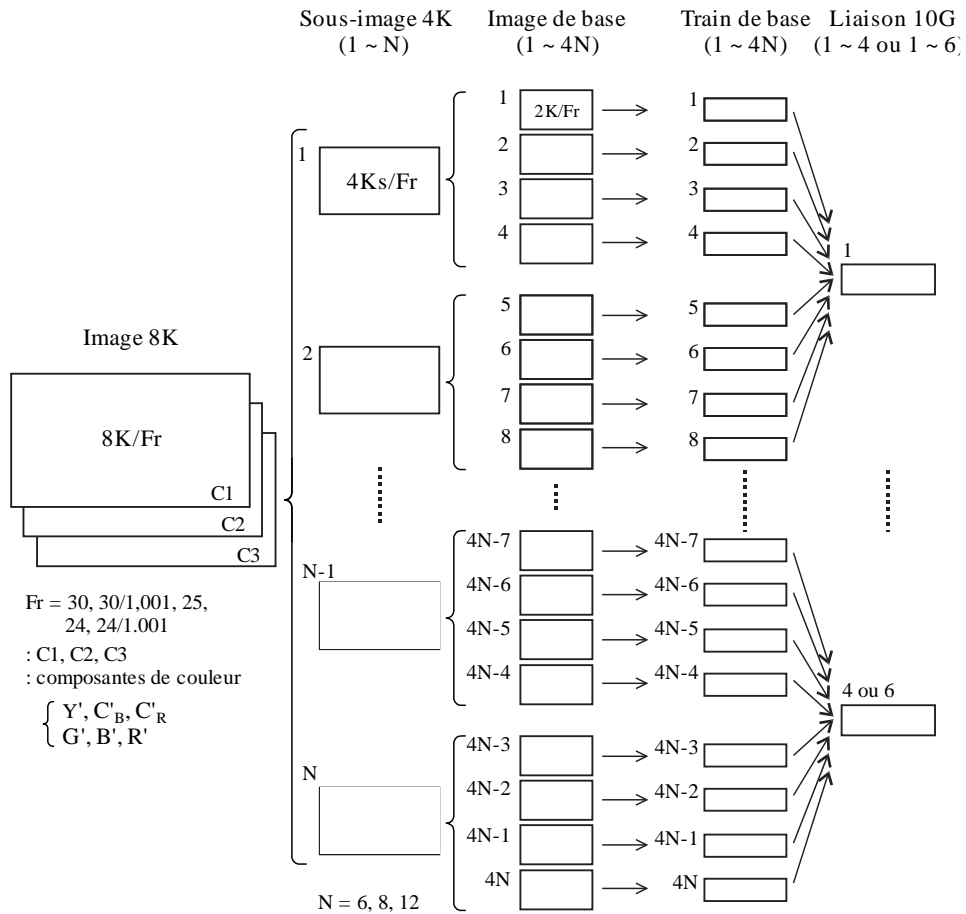 Sous-image 4K
(1 ~ N)
Image de base
(1 ~ 4N)
Train de base
(1 ~ 4N)
Liaison 10G
(1 ~ 4 ou 1 ~ 6)
Image 8K
8K/Fr
C1
C2
C3
Fr = 30, 30/1,001, 25,
24, 24/1.001
: C1, C2, C3
: composantes de couleur
Y', C'B, C'R
G', B', R'
1
4Ks/Fr
2
N-1
N
N = 6, 8, 12
1
2K/Fr
2
3
4
5
6
7
8
4N-7
4N-6
4N-5
4N-4
4N-3
4N-2
4N-1
4N
1
2
3
4
5
6
7
8
4N-7
4N-6
4N-5
4N-4
4N-3
4N-2
4N-1
4N
1
4 ou 6